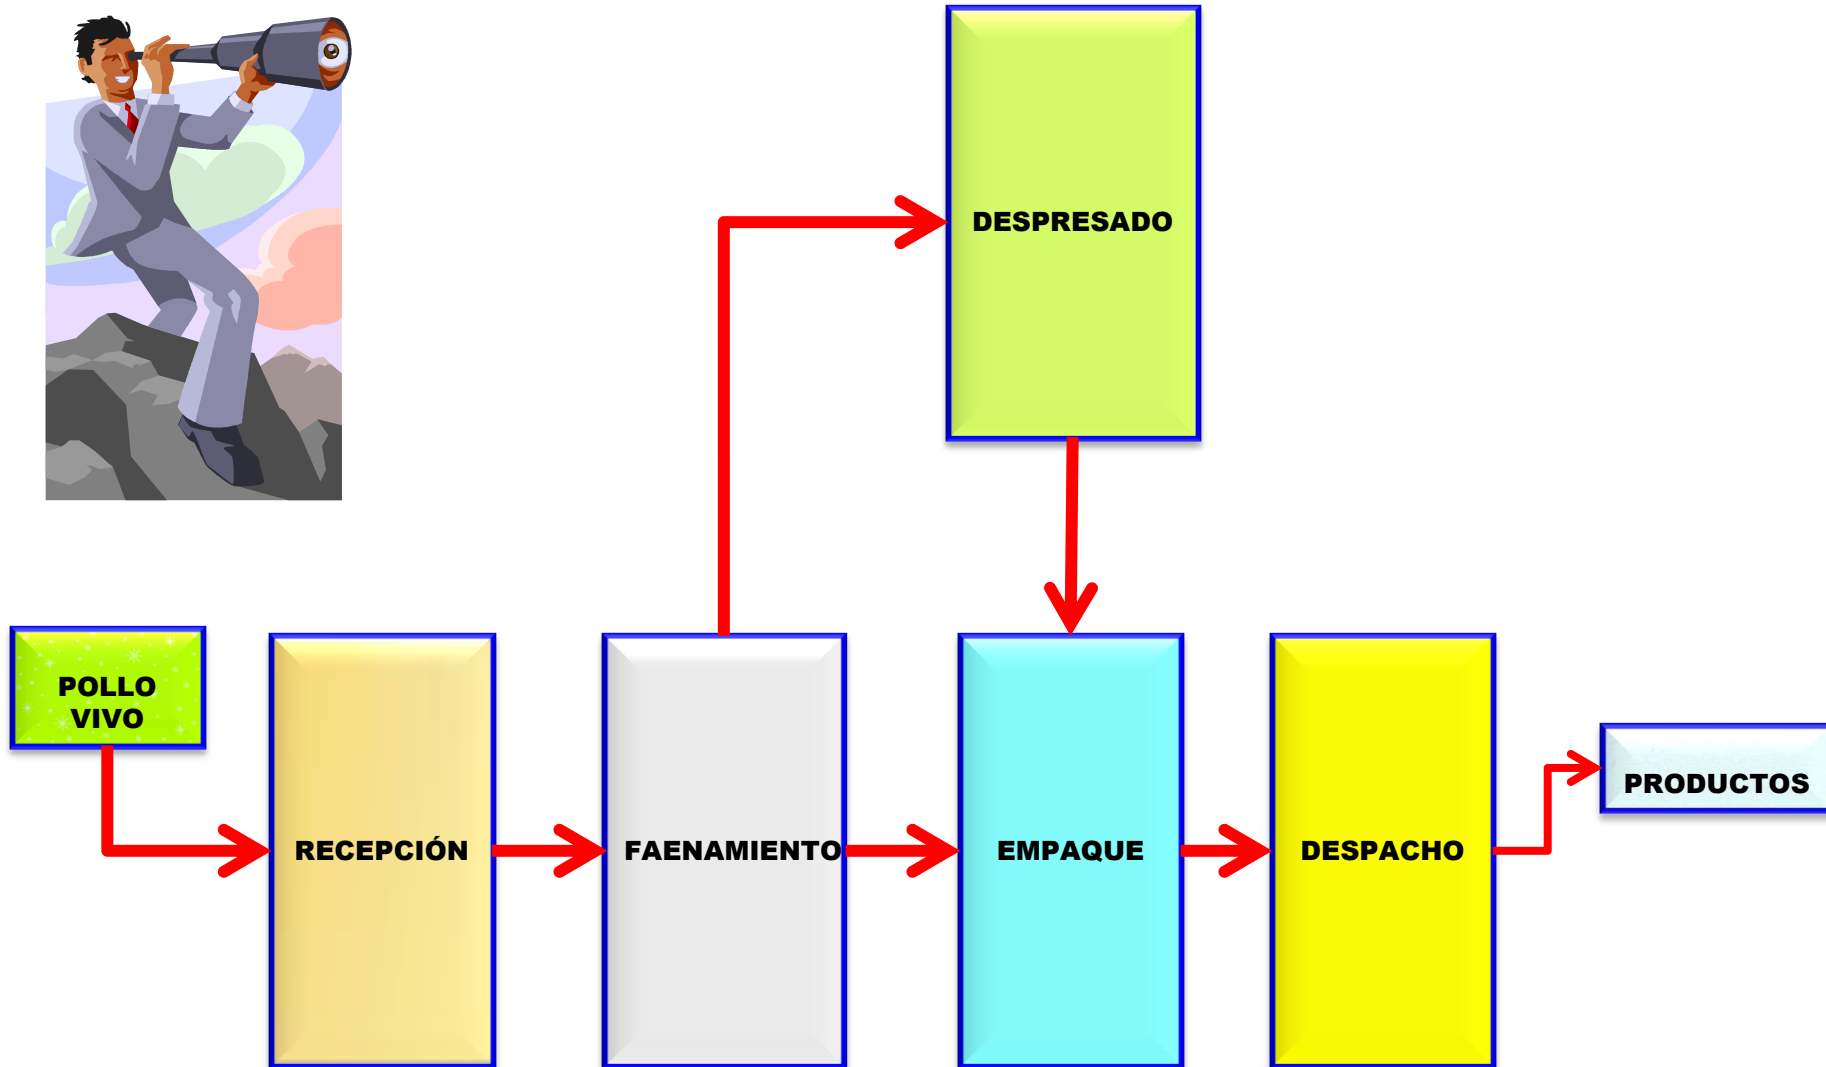 DESPRESADO
POLLO
VIVO
RECEPCIÓN
FAENAMIENTO
EMPAQUE
DESPACHO
PRODUCTOS